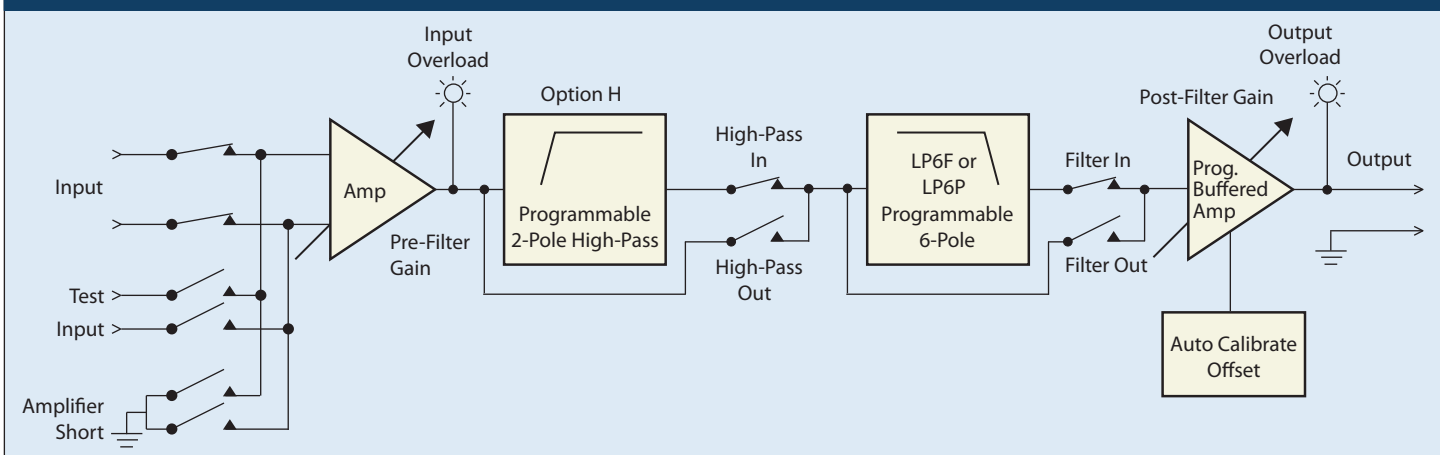 Input
Overload
Option H
High-Pass
In
Input
Amp
Pre-Filter
Gain
Programmable
2-Pole High-Pass
High-Pass
Out
LP6F or
LP6P
Programmable
6-Pole
Filter In
Filter Out
Post-Filter Gain
Output
Overload
Prog.
Buffered
Amp
Output
Test
Input
Auto Calibrate
Offset
Amplifier
Short